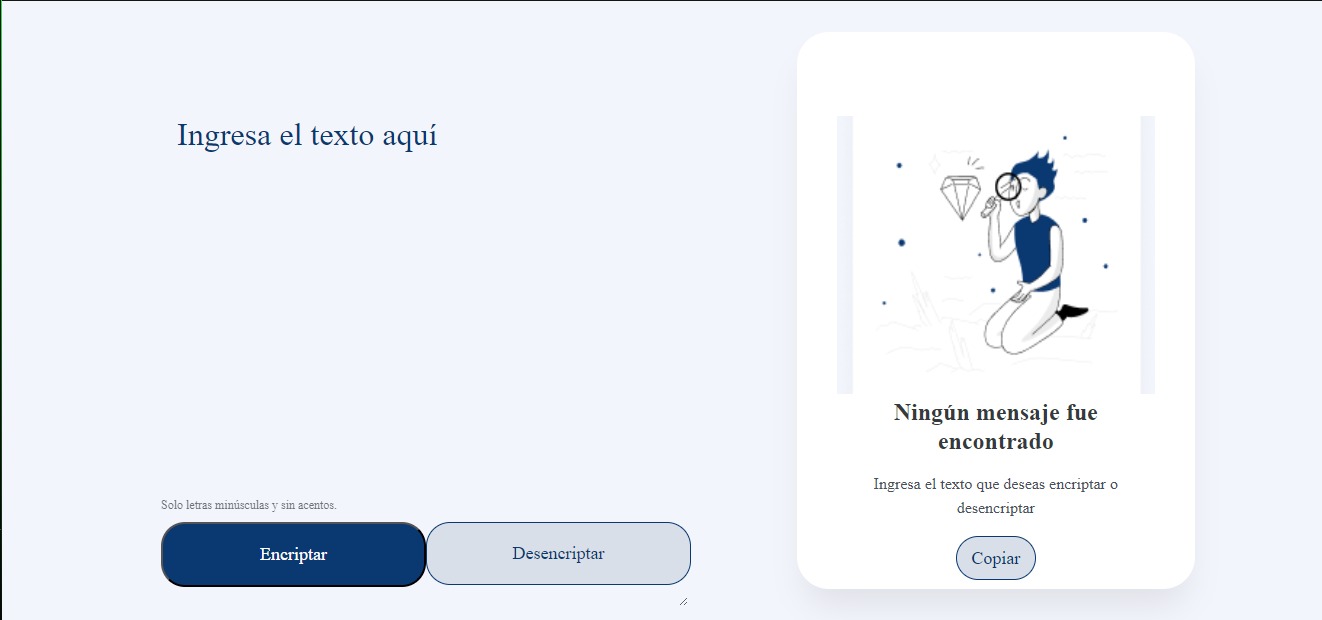 Ingresa el texto aquí
Solo letras minúsculas y sin acentos.
Encriptar
Desencriptar
Ningún mensaje fue
encontrado
Ingresa el texto que deseas encriptar o
desencriptar
Copiar